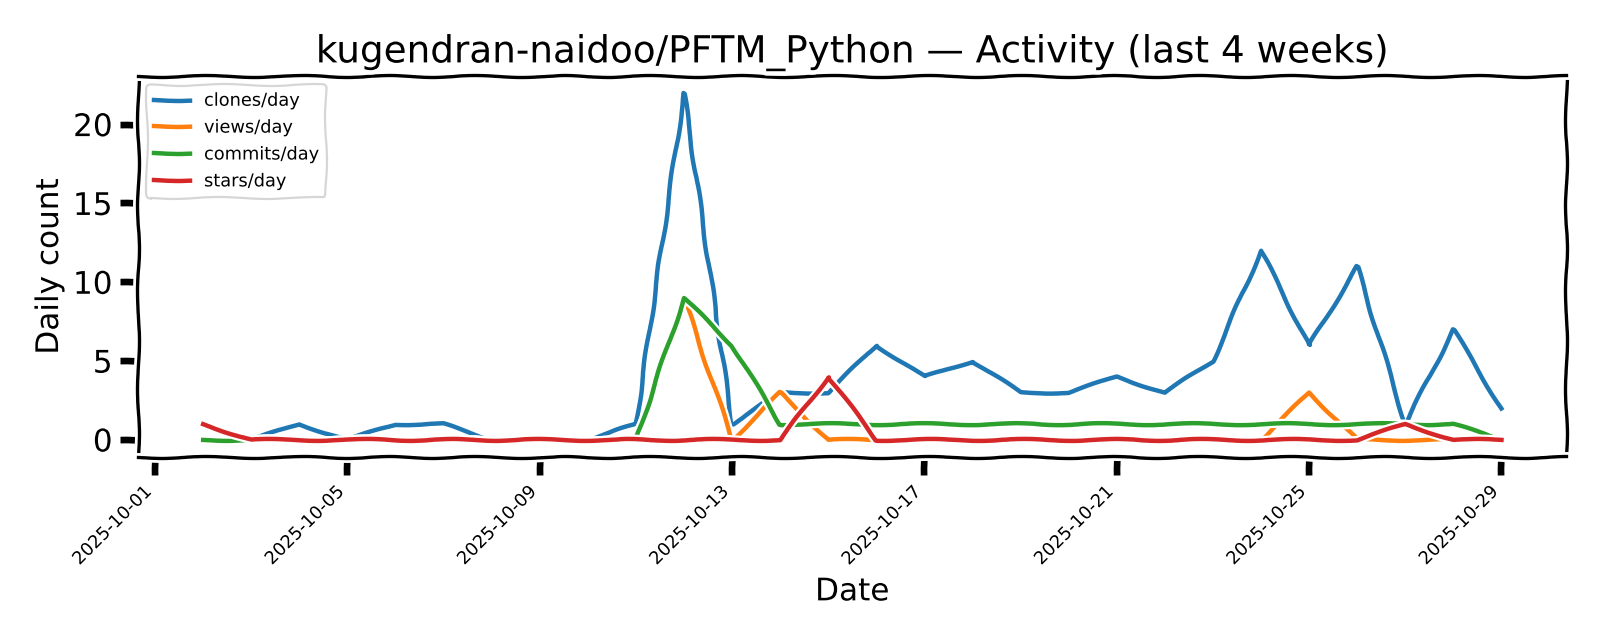 kugendran-naidoo/PFTM_Python — Activity (last 4 weeks)
clones/day
views/day
commits/day
stars/day
Daily count
20
15
10
5
0
2025-10-01
2025-10-05
2025-10-09
2025-10-13
2025-10-17
2025-10-21
2025-10-25
2025-10-29
Date